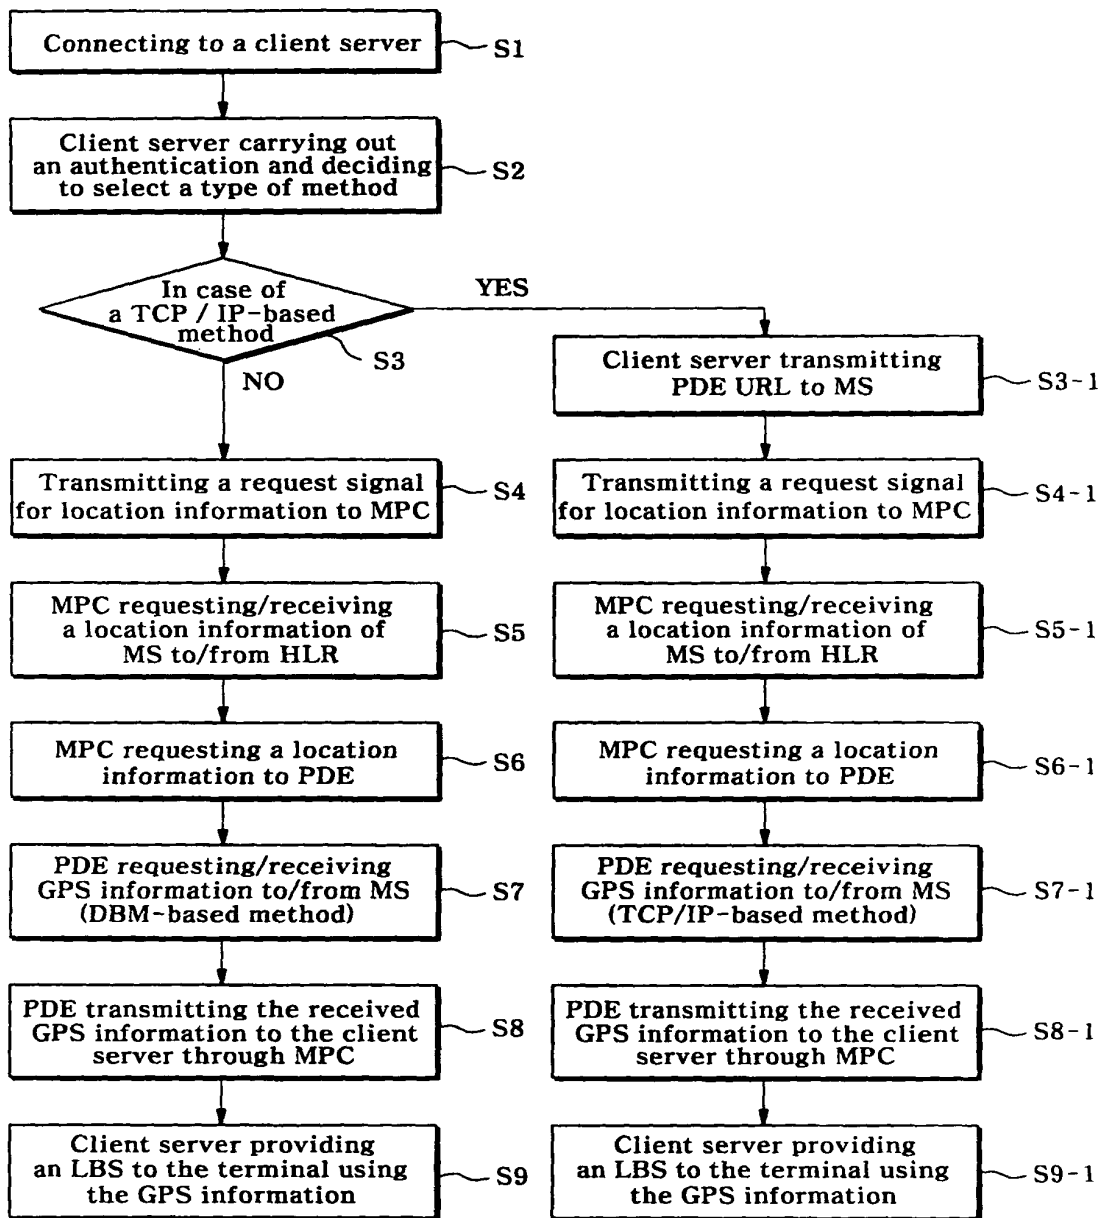 Connecting to a client server
S1
Client server carrying out
an authentication and deciding
to select a type of method
S2
In case of
a TCP / IP-based
method
S3
YES
NO
Client server transmitting
PDE URL to MS
S3-1
Transmitting a request signal
for location information to MPC
S4
Transmitting a request signal
for location information to MPC
S4-1
MPC requesting/receiving
a location information of
MS to/from HLR
S5
MPC requesting/receiving
a location information of
MS to/from HLR
S5-1
MPC requesting a location
information to PDE
S6
MPC requesting a location
information to PDE
S6-1
PDE requesting/receiving
GPS information to/from MS
(DBM-based method)
S7
PDE requesting/receiving
GPS information to/from MS
(TCP/IP-based method)
S7-1
PDE transmitting the received
GPS information to the client
server through MPC
S8
PDE transmitting the received
GPS information to the client
server through MPC
S8-1
Client server providing
an LBS to the terminal using
the GPS information
S9
Client server providing
an LBS to the terminal using
the GPS information
S9-1